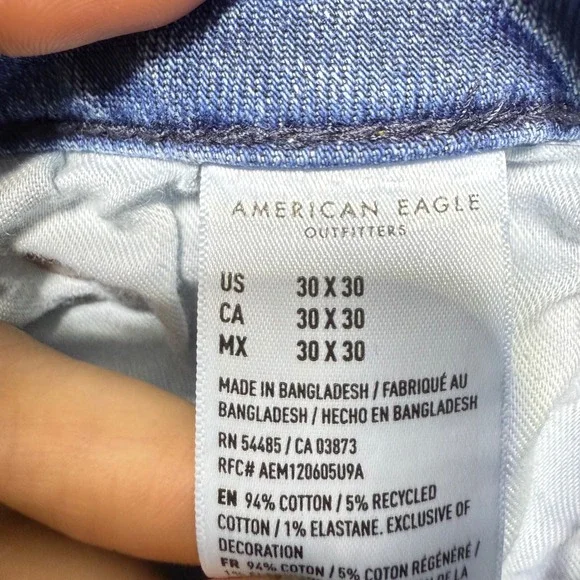 AMERICAN EAGLE
OUTFITTERS
US 30 X 30
CA 30 X 30
MX 30 X 30
MADE IN BANGLADESH / FABRIQUÉ AU
BANGLADESH / HECHO EN BANGLADESH
RN 54485 / CA 03873
RFC# AEM120605U9A
EN 94% COTTON / 5% RECYCLED
COTTON / 1% ELASTANE. EXCLUSIVE OF
DECORATION
FR 94% COTON / 5% COTON RÉGÉNÉRÉ /
DE LA